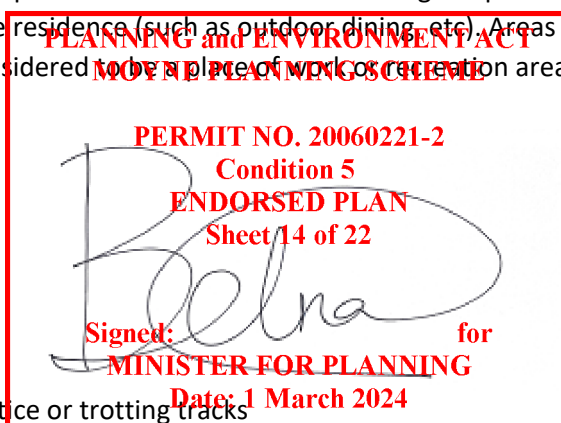 e residence (such as outdoor dining, etc). Areas
PLANNING and ENVIRONMENT ACT
sidered to be a place of work or recreation area
MOYNE PLANNING SCHEME
PERMIT NO. 20060221-2
Condition 5
ENDORSED PLAN
Sheet 14 of 22
Signed: for
MINISTER FOR PLANNING
Date: 1 March 2024
tice or trotting tracks